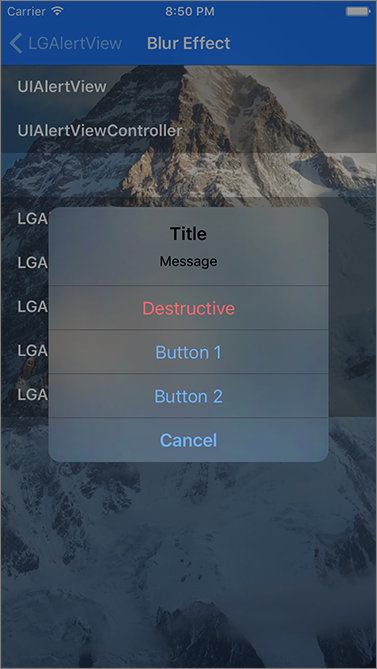 Carrier 8:50 PM
LGAlertView Blur Effect
UIAlertView
UIAlertViewController
LGA
Title
LGA
Message
LGA
Destructive
LGA
Button 1
LGA
Button 2
Cancel